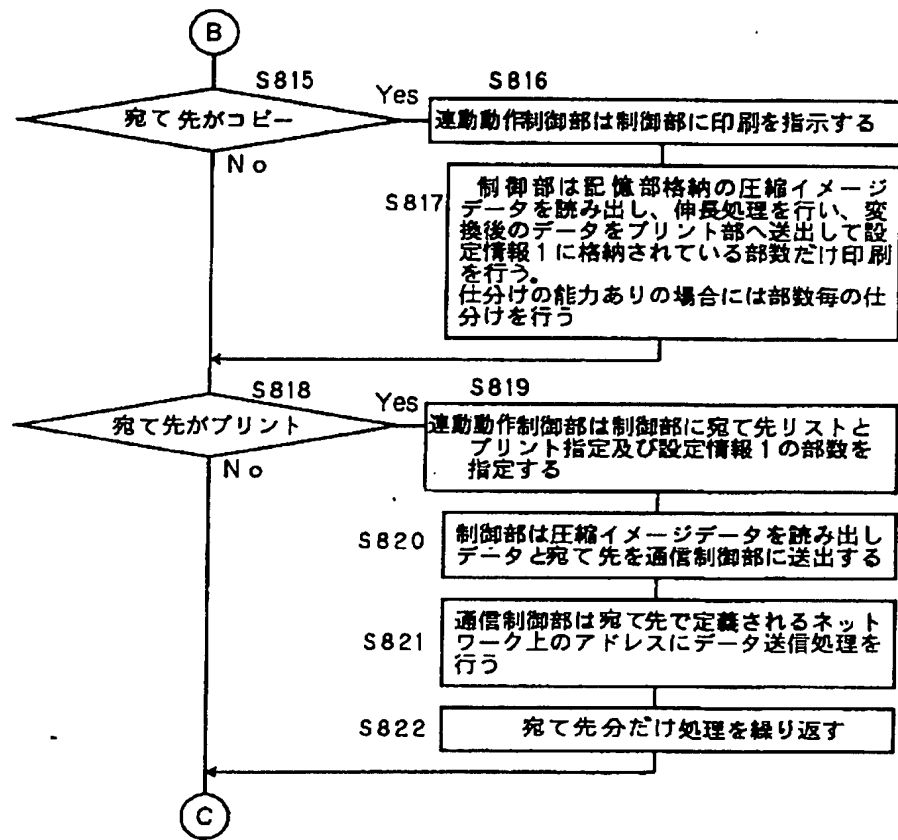 B
S815
宛て先がコピー
Yes
No
S816
連動動作制御部は制御部に印刷を指示する
S817
制御部は記憶部格納の圧縮イメージ
データを読み出し、伸長処理を行い、変
換後のデータをプリント部へ送出して設
定情報1に格納されている部数だけ印刷
を行う。
仕分けの能力ありの場合には部数毎の仕
分けを行う
S818
宛て先がプリント
Yes
No
S819
連動動作制御部は制御部に宛て先リストと
プリント指定及び設定情報1の部数を
指定する
S820
制御部は圧縮イメージデータを読み出し
データと宛て先を通信制御部に送出する
S821
通信制御部は宛て先で定義されるネット
ワーク上のアドレスにデータ送信処理を
行う
S822
宛て先分だけ処理を繰り返す
C